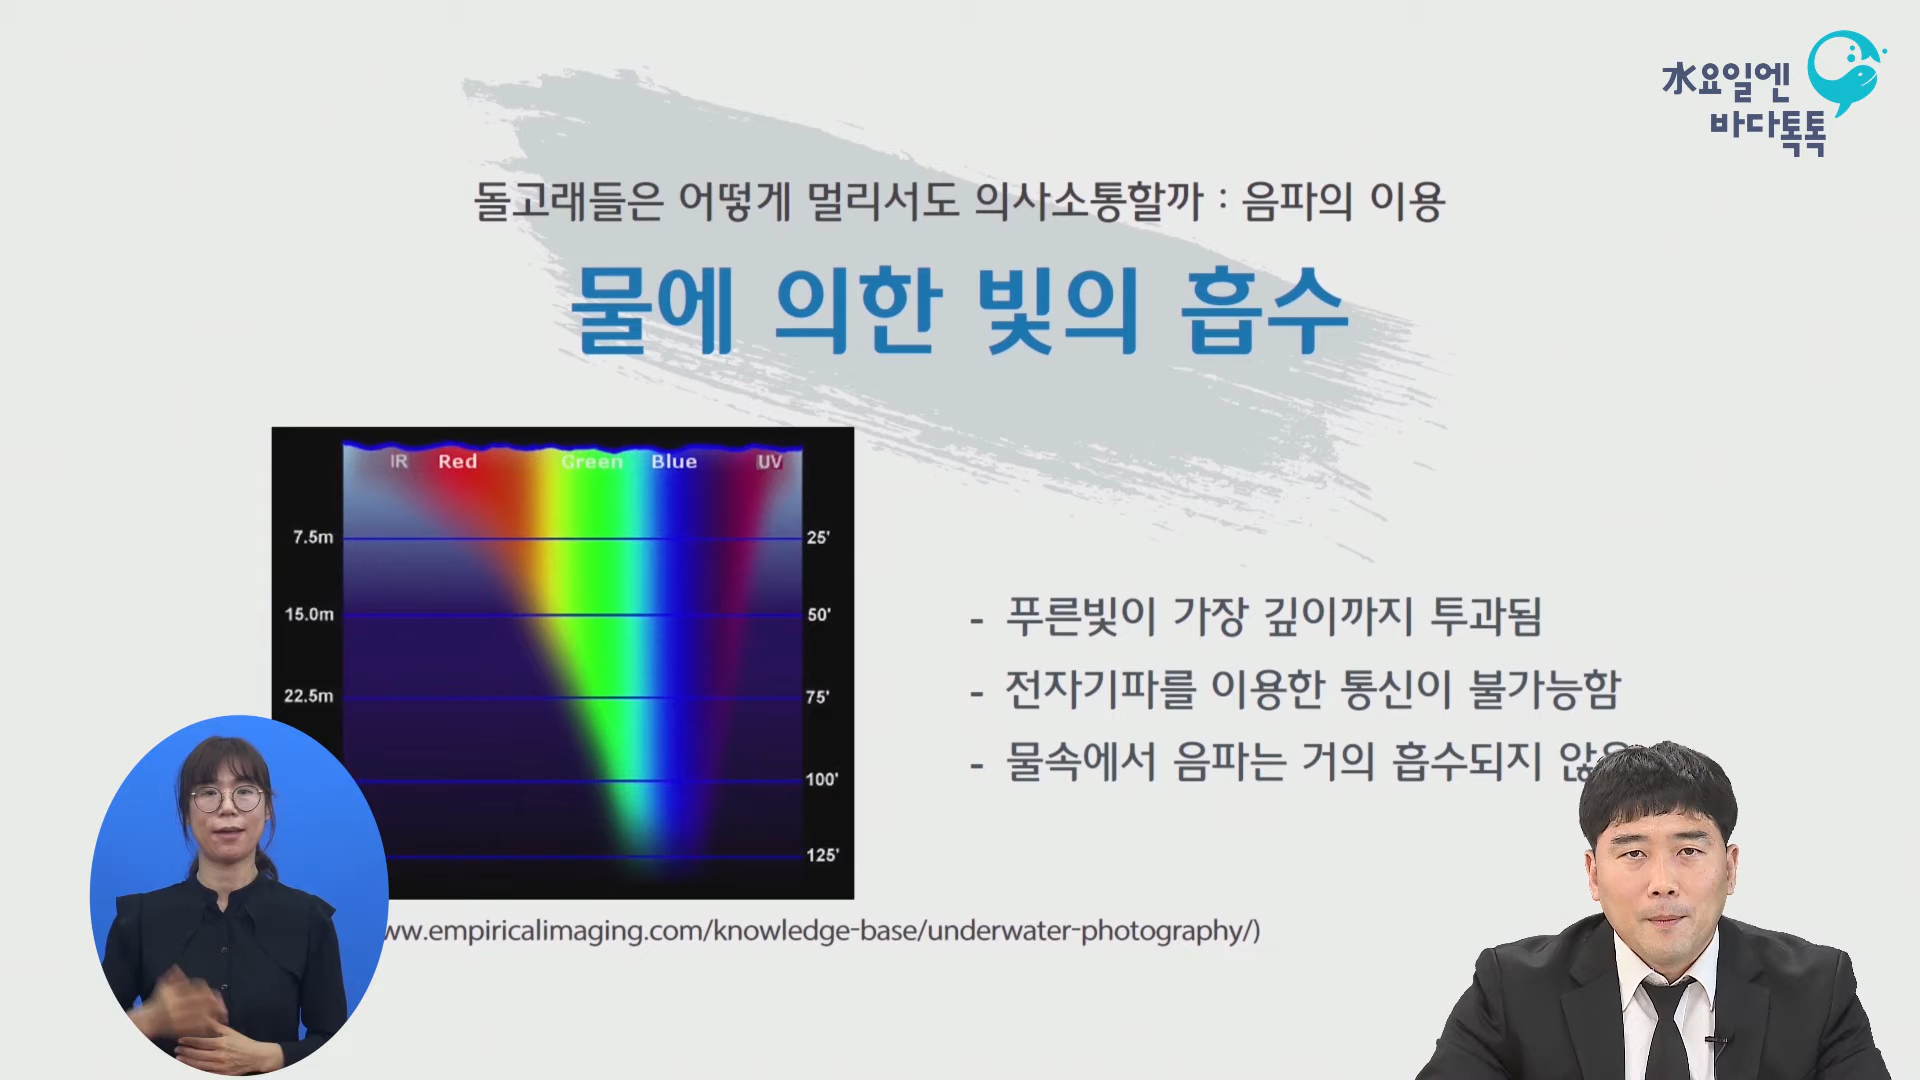 水요일엔
바다톡톡
돌고래들은 어떻게 멀리서도 의사소통할까 : 음파의 이용
물에 의한 빛의 흡수
IR Red Green Blue UV
7.5m 25'
15.0m 50'
22.5m 75'
100'
125'
- 푸른빛이 가장 깊이까지 투과됨
- 전자기파를 이용한 통신이 불가능함
- 물속에서 음파는 거의 흡수되지
ww.empiricalimaging.com/knowledge-base/underwater-photography/)